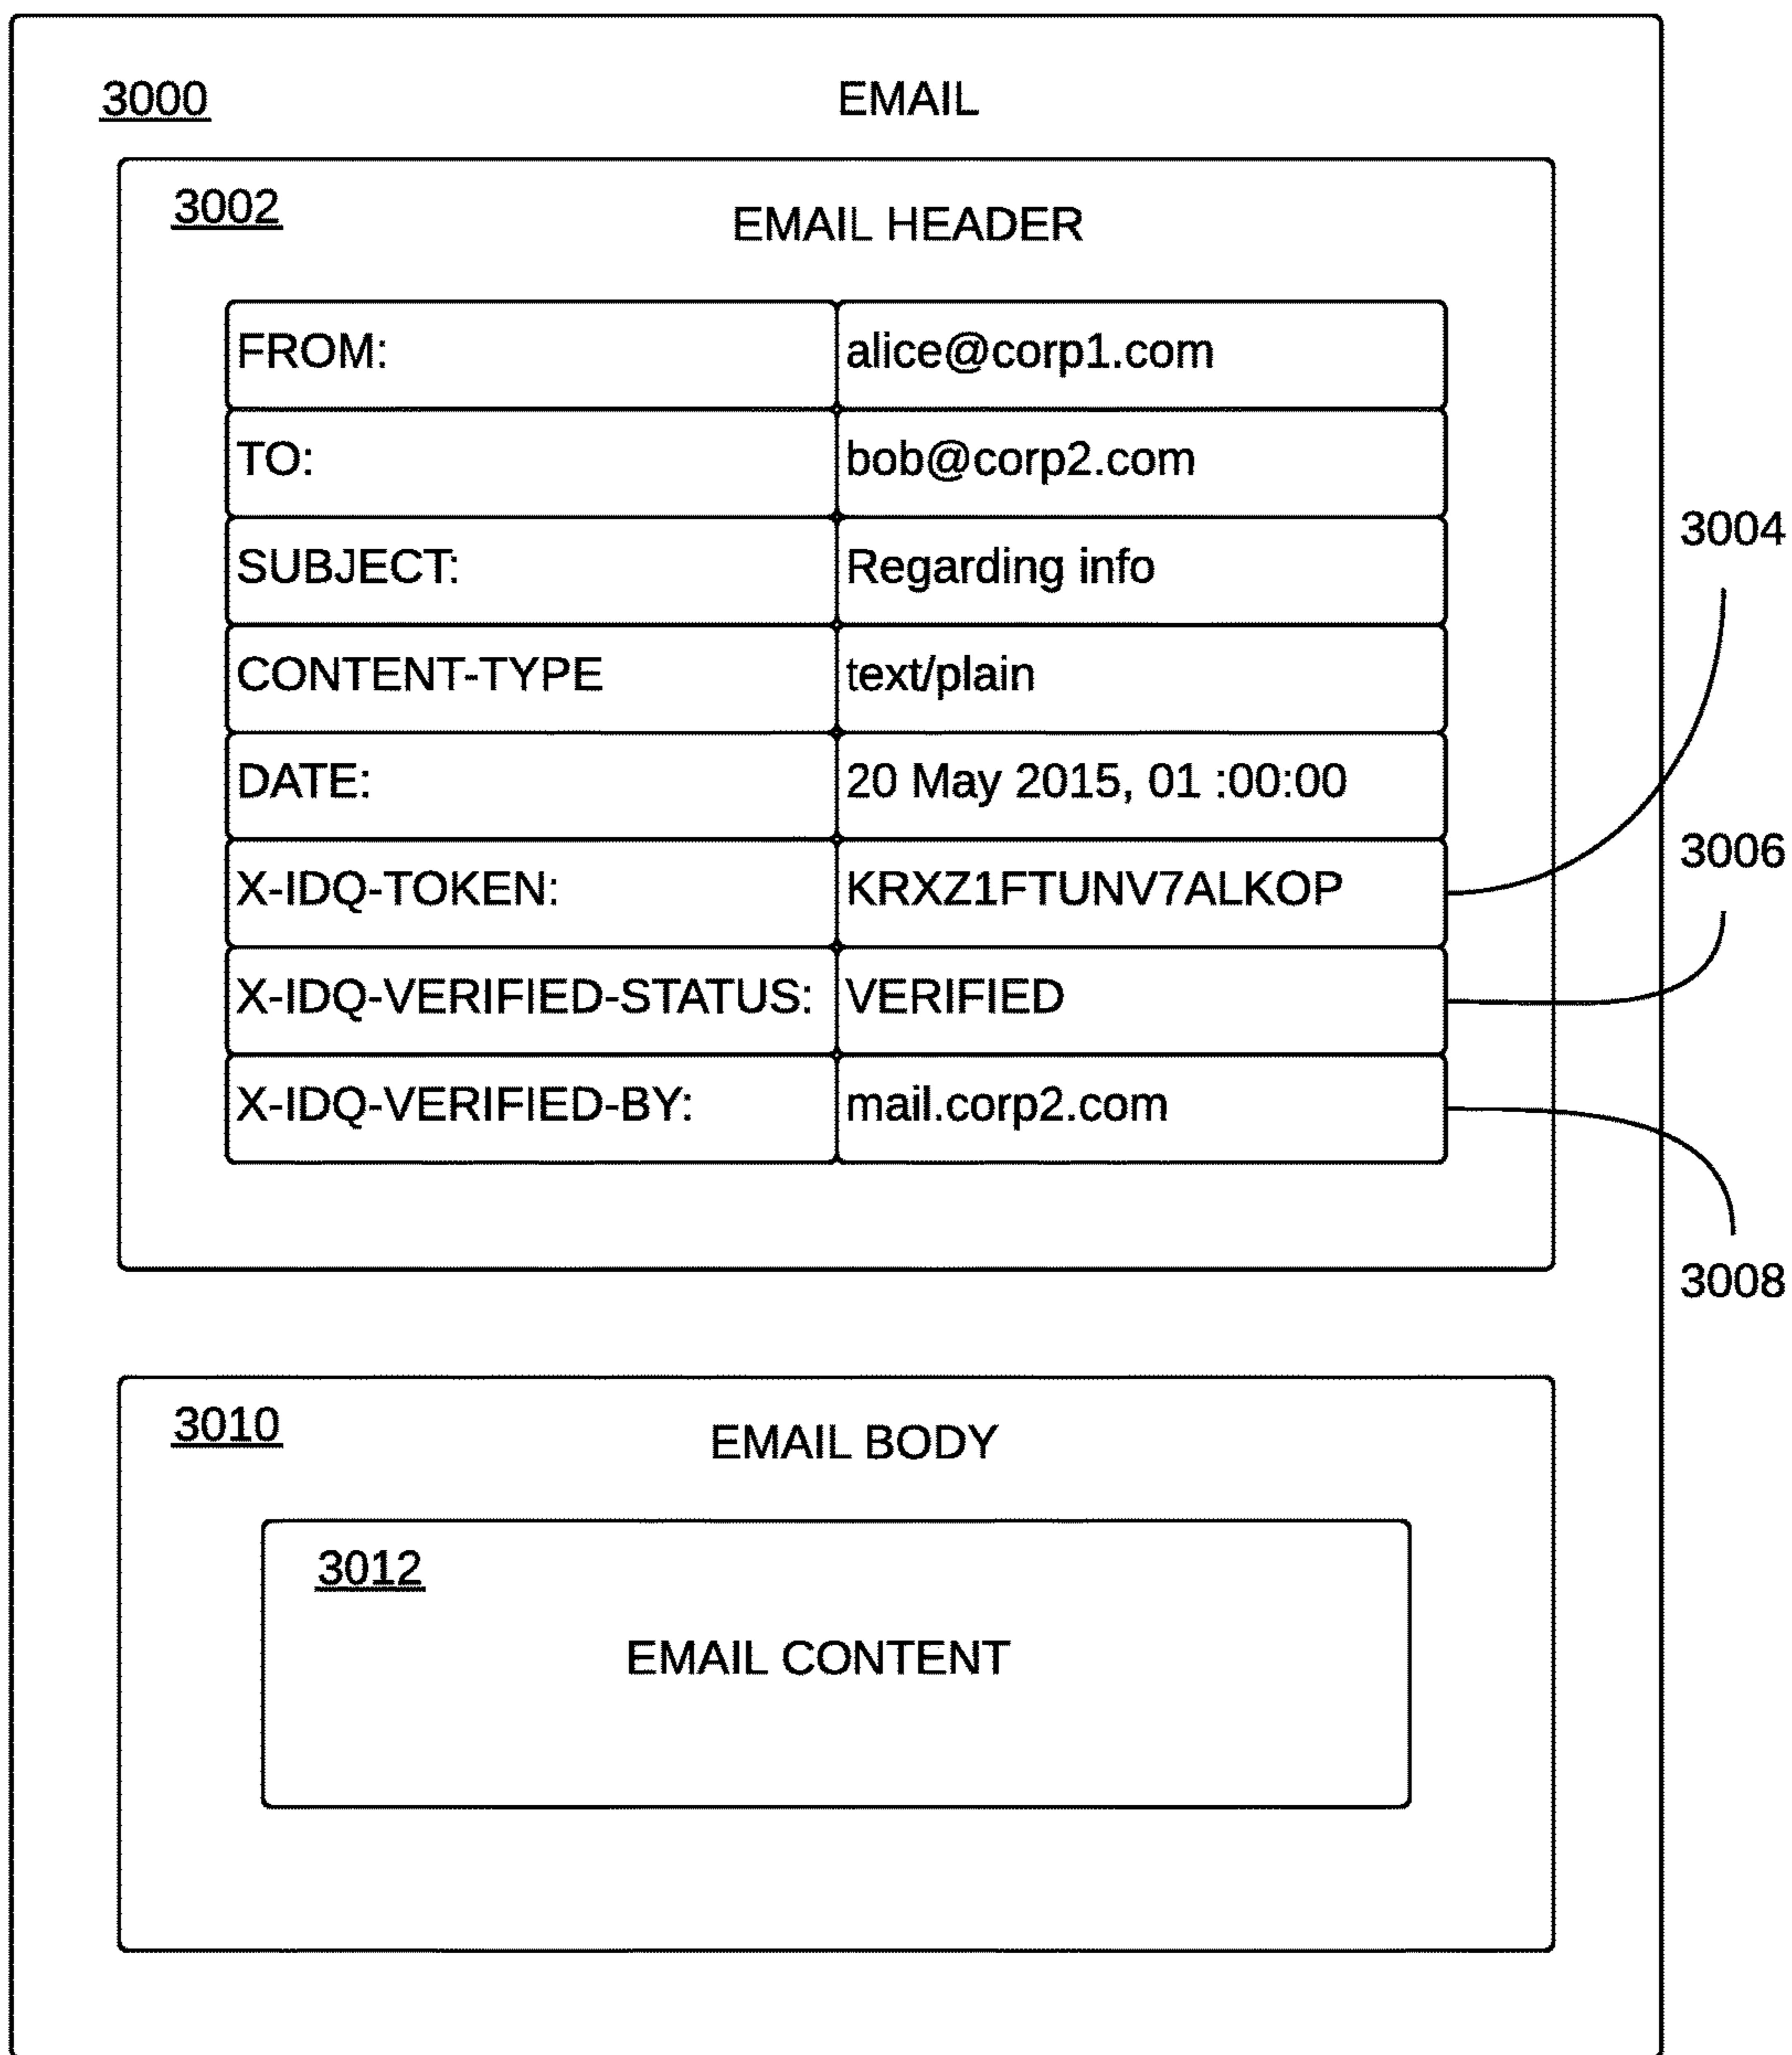 3000 EMAIL
3002
EMAIL HEADER
FROM: alice@corp1.com
TO: bob@corp2.com
3004
SUBJECT: Regarding info
CONTENT-TYPE text/plain
DATE: 20 May 2015, 01 :00:00
3006
X-IDQ-TOKEN: KRXZ1FTUNV7ALKOP
X-IDQ-VERIFIED-STATUS: VERIFIED
X-IDQ-VERIFIED-BY: mail.corp2.com
3008
3010
EMAIL BODY
3012
EMAIL CONTENT